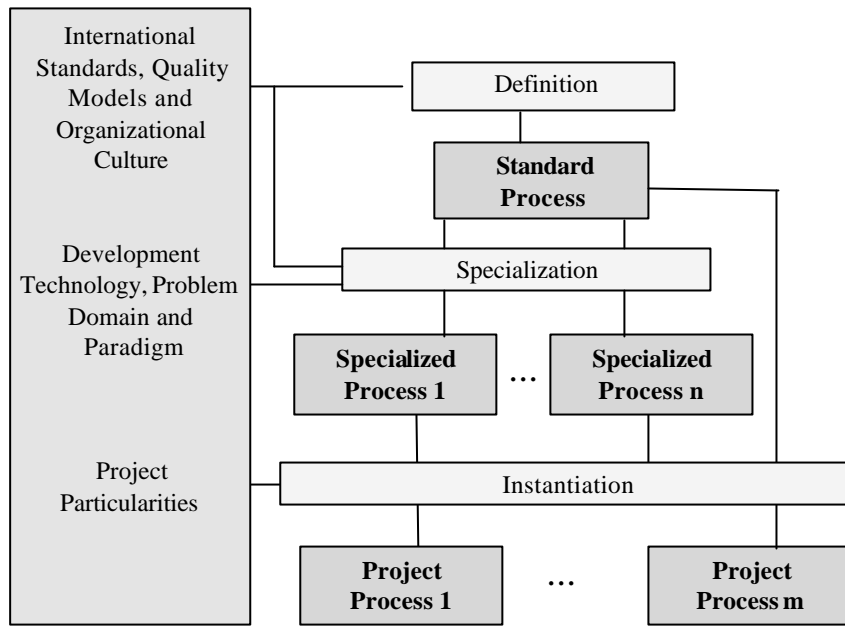 International
Standards, Quality
Models and
Organizational
Culture
Definition
Standard
Process
Development
Technology, Problem
Domain and
Paradigm
Specialization
Specialized
Process 1
...
Specialized
Process n
Project
Particularities
Instantiation
Project
Process 1
...
Project
Process m